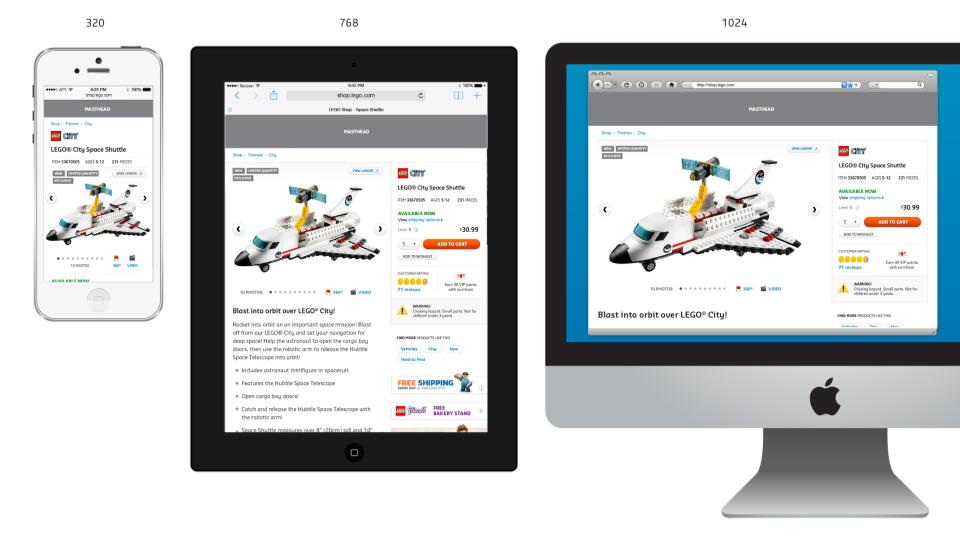 320
768
1024
ATT 9:25 PM 90%
shop.lego.com
MASTHEAD
Shop › Themes › City
LEGO CITY
LEGO® City Space Shuttle
ITEM 33670505 AGES 5-12 231 PIECES
NEW LIMITED QUANTITY VIEW LARGER
EXCLUSIVE
10 PHOTOS 360° VIDEO
AVAILABLE NOW
Verizon 9:43 PM 100%
shop.lego.com
LEGO Shop - Space Shuttle
MASTHEAD
Shop › Themes › City
NEW LIMITED QUANTITY VIEW LARGER
EXCLUSIVE
10 PHOTOS: 360° VIDEO
Blast into orbit over LEGO® City!
Rocket into orbit on an important space mission! Blast
off from our LEGO® City and set your navigation for
deep space! Help the astronaut to open the cargo bay
doors, then use the robotic arm to release the Hubble
Space Telescope into orbit!
Includes astronaut minifigure in spacesuit
Features the Hubble Space Telescope
Open cargo bay doors!
Catch and release the Hubble Space Telescope with
the robotic arm!
Space Shuttle measures over 8" (20cm) tall and 10"
LEGO CITY
LEGO® City Space Shuttle
ITEM 33670505 AGES 5-12 231 PIECES
AVAILABLE NOW
View shipping options
Limit: 5 $30.99
1 ADD TO CART
ADD TO WISHLIST
CUSTOMER RATING
71 reviews
VIP
Earn 30 VIP points
with purchase
WARNING!
Choking hazard. Small parts. Not for
children under 3 years.
FIND MORE PRODUCTS LIKE THIS
Vehicles City New
Hard to Find
FREE SHIPPING
LEGO Friends FREE
BAKERY STAND
http://shop.lego.com
MASTHEAD
Shop › Themes › City
NEW LIMITED QUANTITY VIEW LARGER
EXCLUSIVE
10 PHOTOS: 360° VIDEO
Blast into orbit over LEGO® City!
LEGO CITY
LEGO® City Space Shuttle
ITEM 33670505 AGES 5-12 231 PIECES
AVAILABLE NOW
View shipping options
Limit: 5 $30.99
1 ADD TO CART
ADD TO WISHLIST
CUSTOMER RATING
71 reviews
VIP
Earn 30 VIP points
with purchase
WARNING!
Choking hazard. Small parts. Not for
children under 3 years.
FIND MORE PRODUCTS LIKE THIS
Vehicles City New